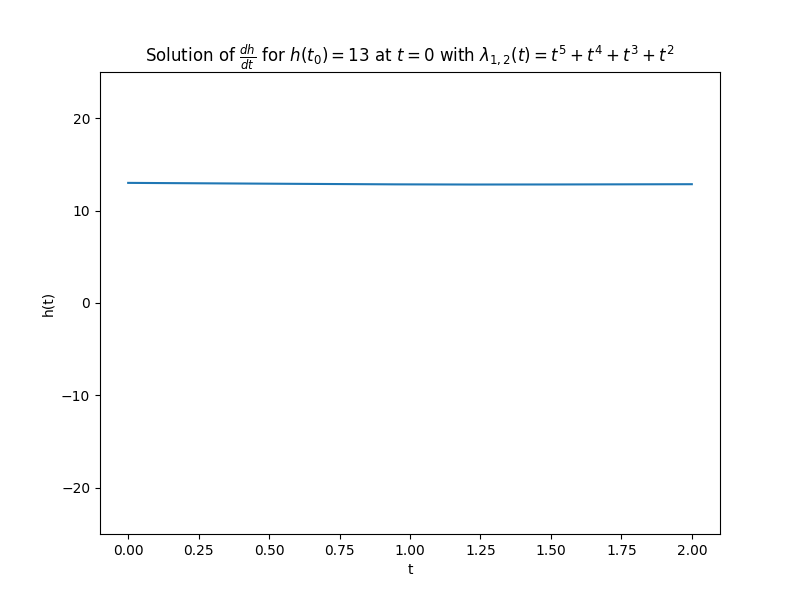 Solution of $\frac{dh}{dt}$ for $h(t_0) = 13$ at $t = 0$ with $\lambda_{1,2}(t) = t^5 + t^4 + t^3 + t^2$
20
10
0
−10
−20
h(t)
0.00 0.25 0.50 0.75 1.00 1.25 1.50 1.75 2.00
t